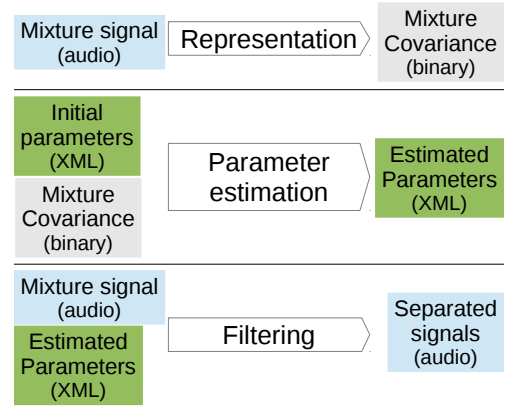 Mixture signal
(audio)
Representation
Mixture
Covariance
(binary)
Initial
parameters
(XML)
Mixture
Covariance
(binary)
Parameter
estimation
Estimated
Parameters
(XML)
Mixture signal
(audio)
Estimated
Parameters
(XML)
Filtering
Separated
signals
(audio)